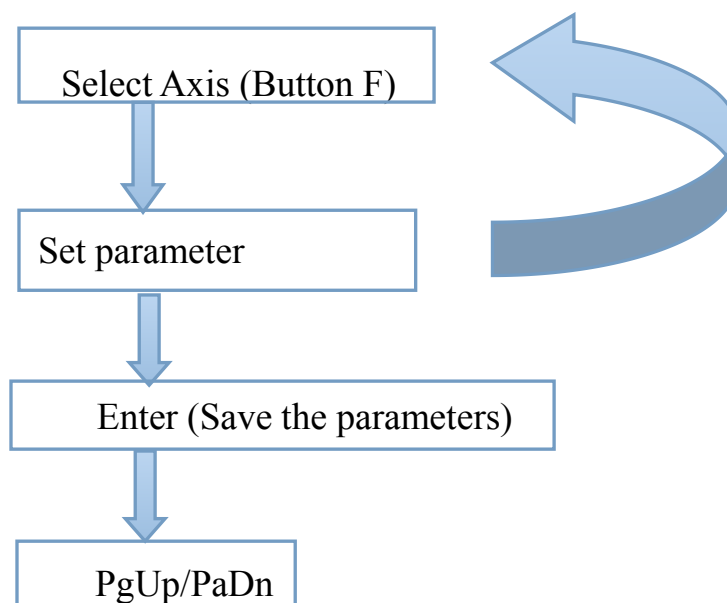 Select Axis (Button F)
Set parameter
Enter (Save the parameters)
PgUp/PaDn